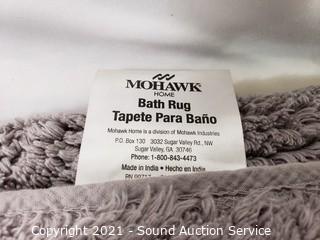 MOHAWK
HOME
Bath Rug
Tapete Para Baño
Mohawk Home is a division of Mohawk Industries
P.O. Box 130 3032 Sugar Valley Rd., NW
Sugar Valley, GA 30746
Phone: 1-800-843-4473
Made in India • Hecho en India
Copyright 2021 - Sound Auction Service